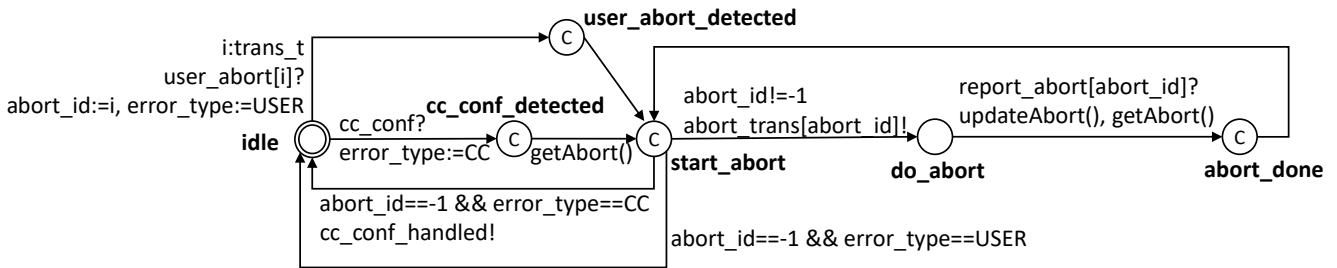 user_abort_detected
C
i:trans_t
user_abort[i]?
abort_id:=i, error_type:=USER
idle
cc_conf_detected
cc_conf?
error_type:=CC
C
getAbort()
C
start_abort
abort_id!=-1
abort_trans[abort_id]!
do_abort
report_abort[abort_id]?
updateAbort(), getAbort()
C
abort_done
abort_id==-1 && error_type==CC
cc_conf_handled!
abort_id==-1 && error_type==USER